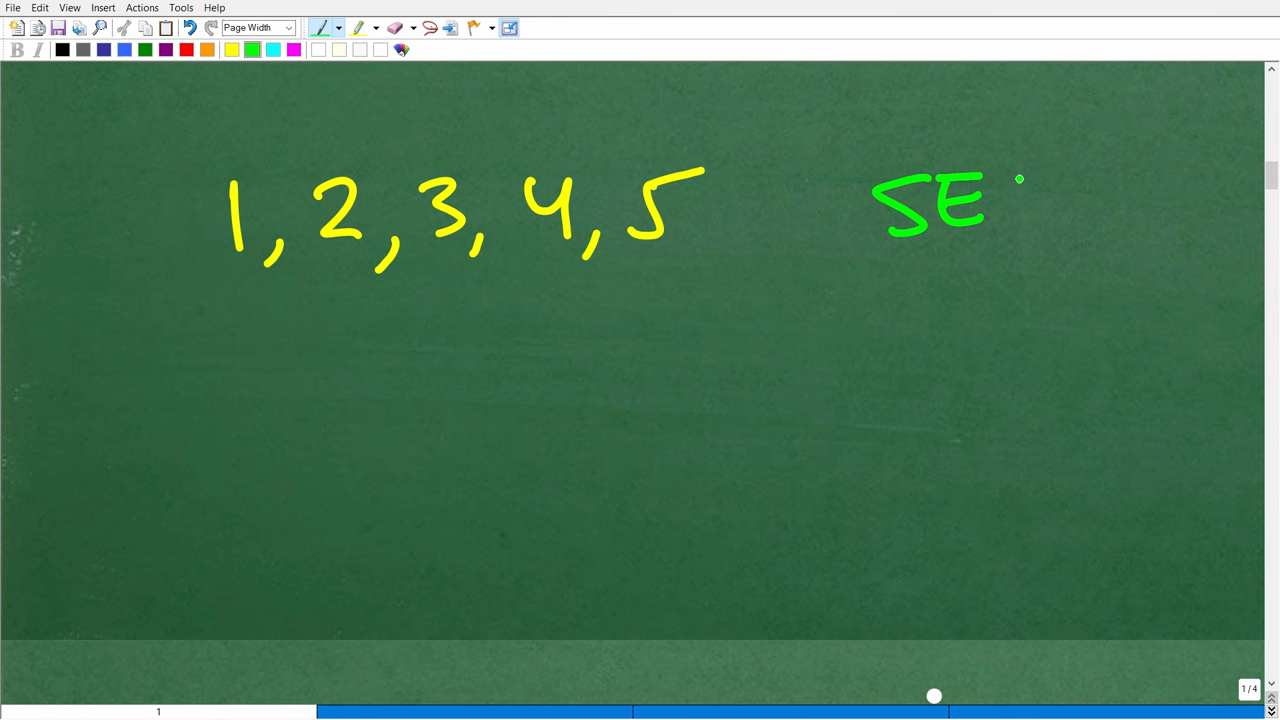 File Edit View Insert Actions Tools Help
Page Width
B I
1, 2, 3, 4, 5 SE
1 / 4
1